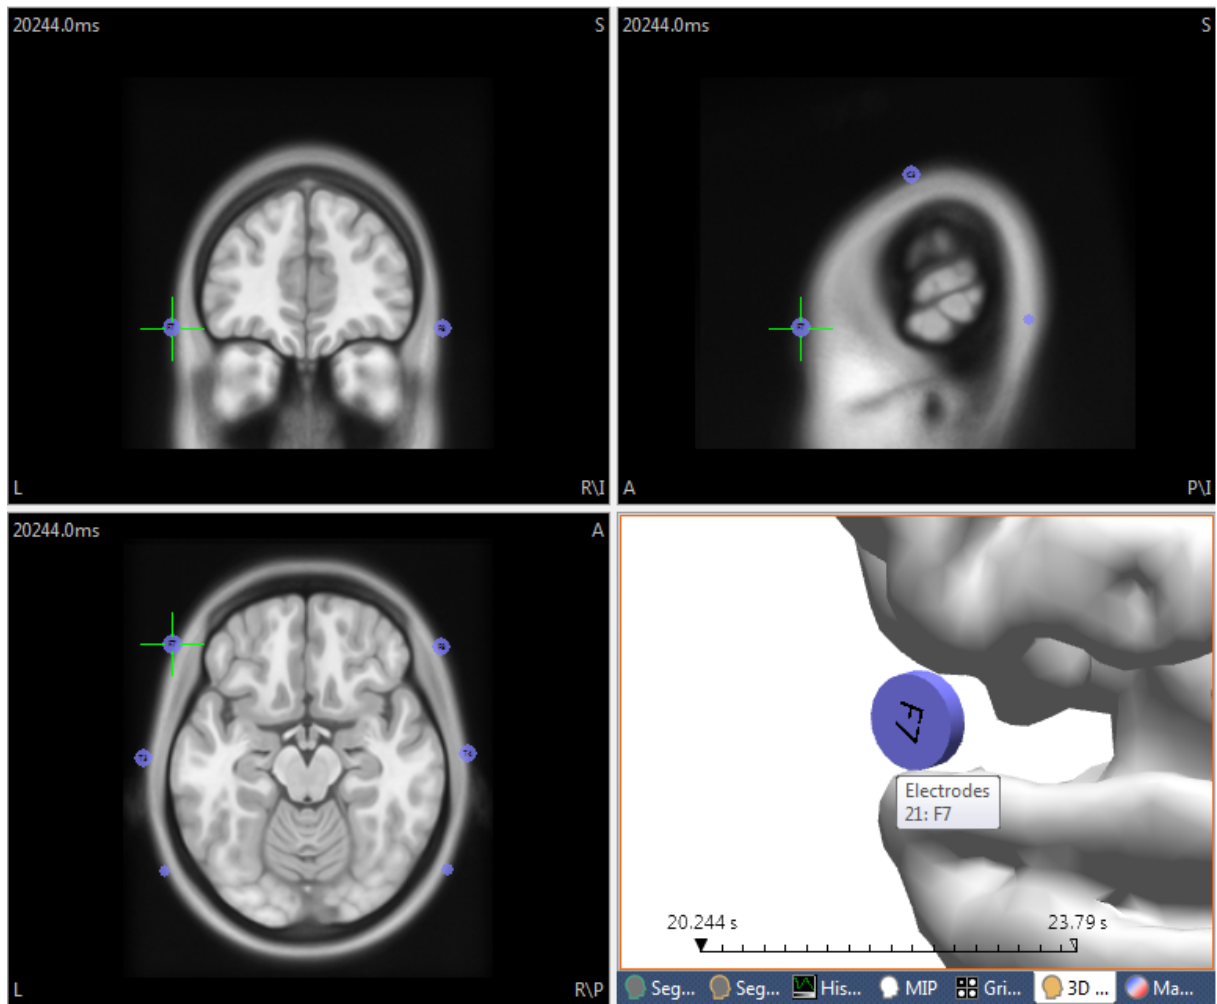 20244.0ms
S
20244.0ms
S
L
R\I
A
P\I
20244.0ms
A
F7
Electrodes
21: F7
20.244 s
23.79 s
L
R\P
Seg...
Seg...
His...
MIP
Gri...
3D ...
Ma...